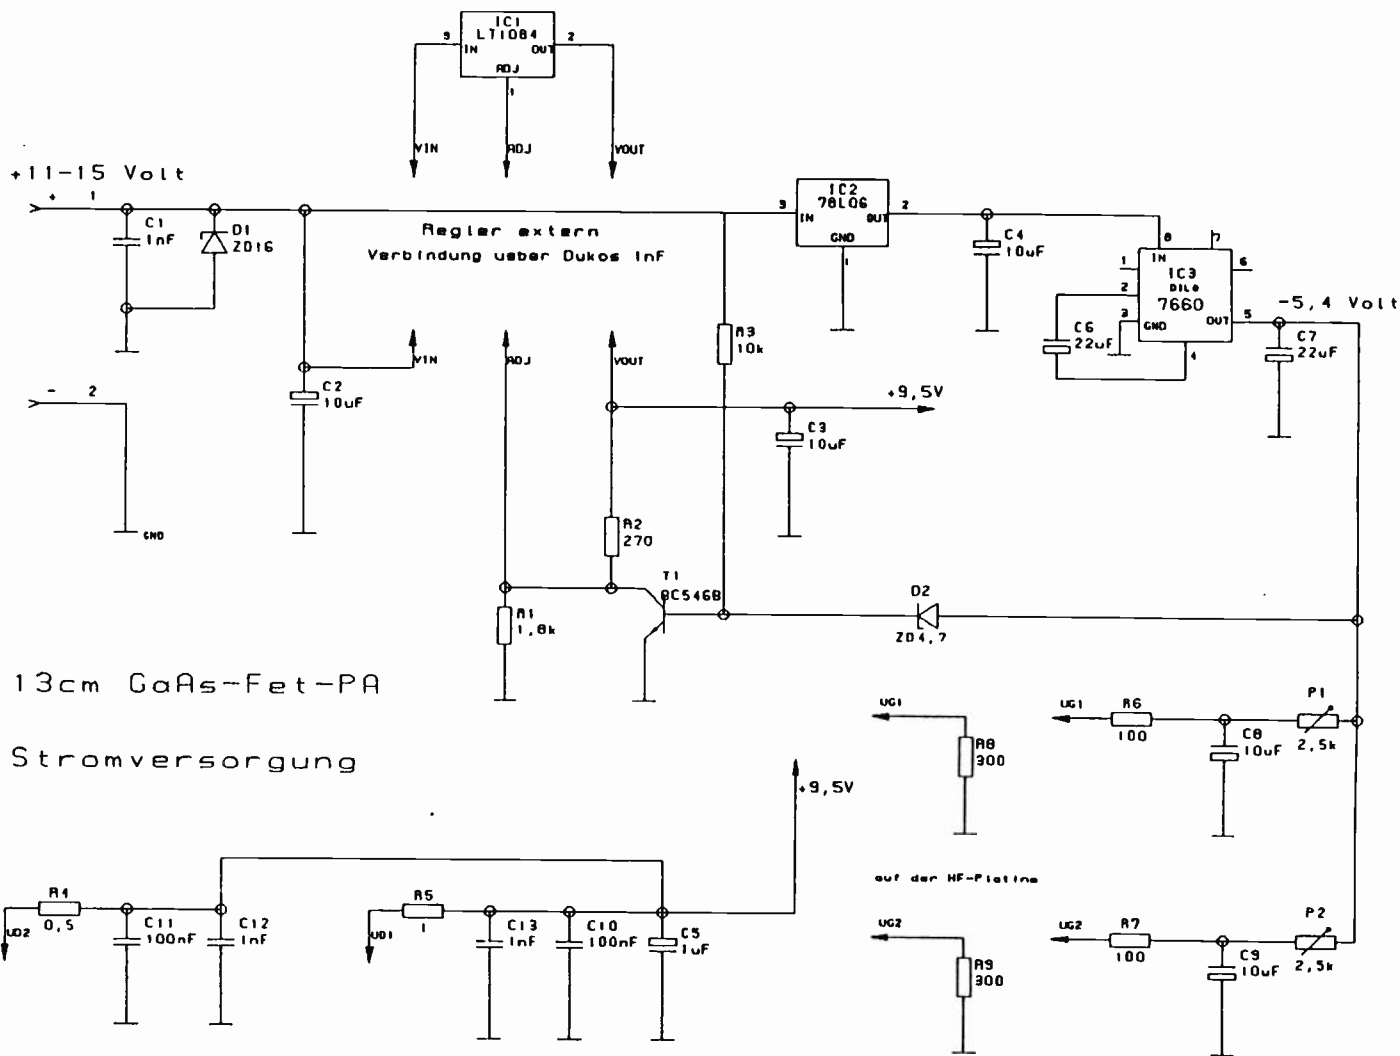 IC1
LT1084
3 IN OUT 2
ADJ
1
VIN ADJ VOUT
+11-15 Volt
+ 1
C1
1nF
D1
ZD16
Regler extern
Verbindung ueber Dukos 1nF
IC2
78L06
3 IN OUT 2
GND
1
C4
10uF
8 7
IN
1 IC3 6
DIL8
2 7660
3 GND OUT 5
4
-5,4 Volt
C6
22uF
C7
22uF
VIN ADJ VOUT
R3
10k
- 2
C2
10uF
+9,5V
C3
10uF
GND
R2
270
T1
BC546B
D2
ZD4,7
R1
1,8k
13cm GaAs-Fet-PA
Stromversorgung
UG1
R8
300
UG1
R6
100
C8
10uF
P1
2,5k
+9,5V
auf der HF-Platine
R4
0,5
UD2
C11
100nF
C12
1nF
R5
1
UD1
C13
1nF
C10
100nF
C5
1uF
UG2
R9
300
UG2
R7
100
C9
10uF
P2
2,5k